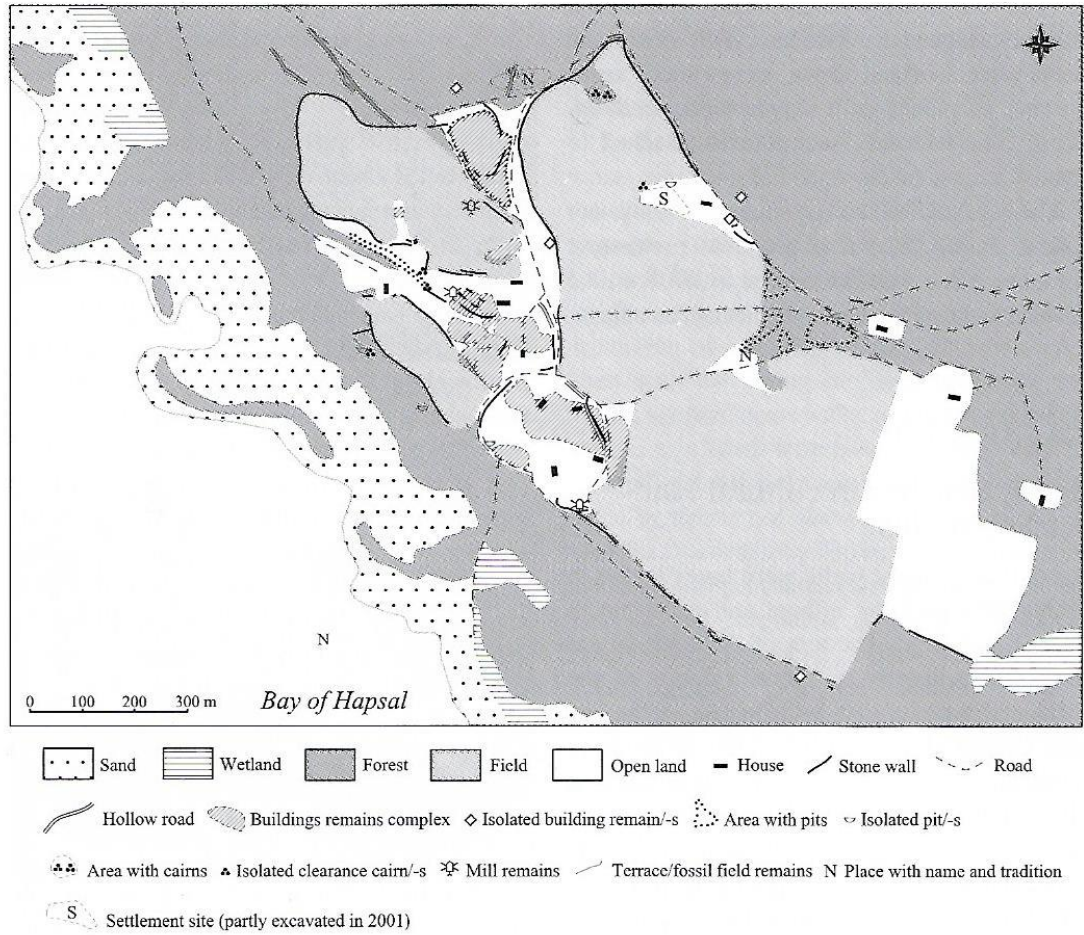 N
S
N
N
0 100 200 300 m
Bay of Hapsal
Sand Wetland Forest Field Open land House Stone wall Road
Hollow road Buildings remains complex Isolated building remain/-s Area with pits Isolated pit/-s
Area with cairns Isolated clearance cairn/-s Mill remains Terrace/fossil field remains N Place with name and tradition
S Settlement site (partly excavated in 2001)